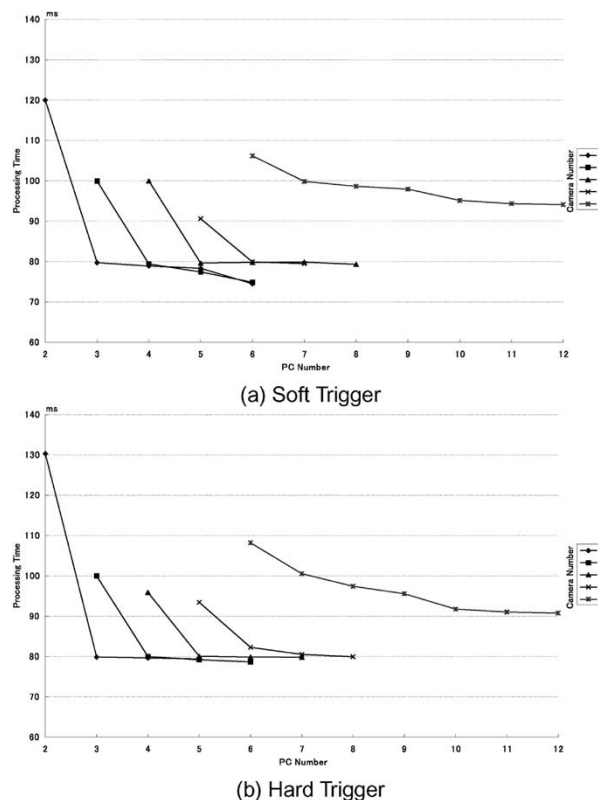 ms
140
130
120
110
100
90
80
70
60
Processing Time
2 3 4 5 6 7 8 9 10 11 12
PC Number
Camera Number
(a) Soft Trigger
ms
140
130
120
110
100
90
80
70
60
Processing Time
2 3 4 5 6 7 8 9 10 11 12
PC Number
Camera Number
(b) Hard Trigger